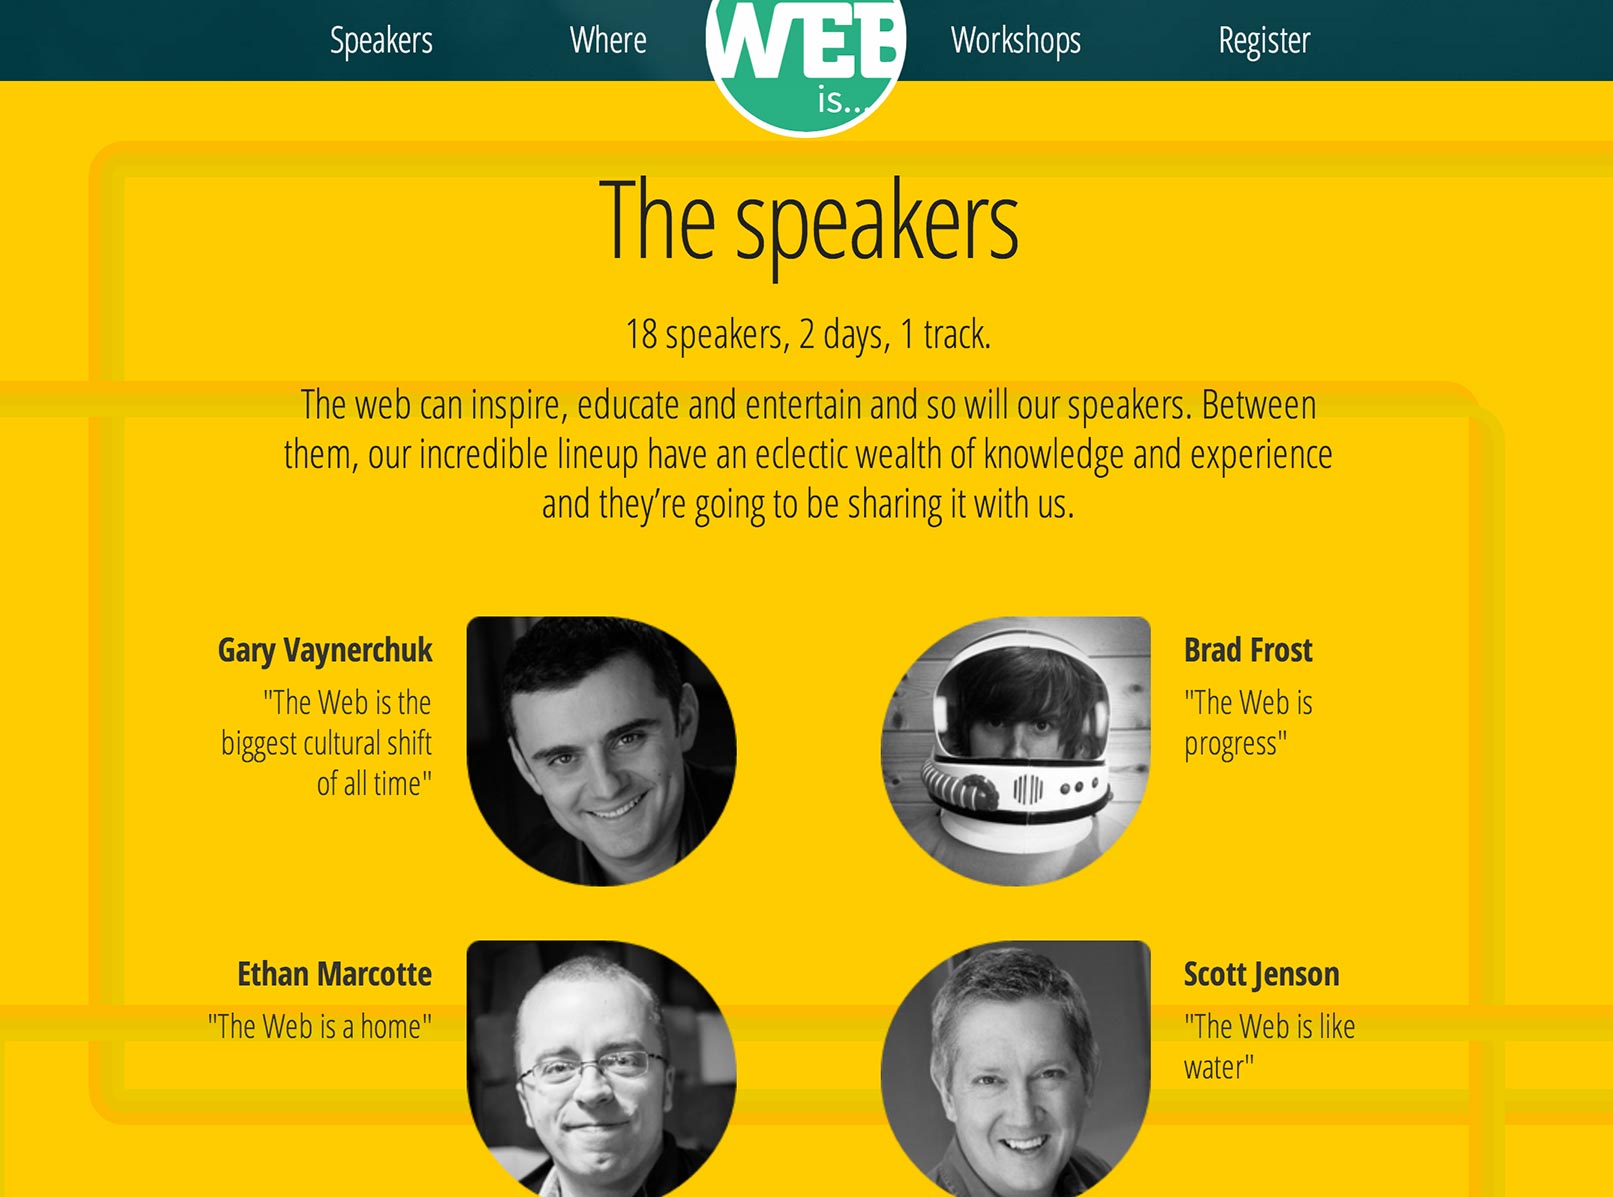 Speakers
Where
WEB
is...
Workshops
Register
The speakers
18 speakers, 2 days, 1 track.
The web can inspire, educate and entertain and so will our speakers. Between
them, our incredible lineup have an eclectic wealth of knowledge and experience
and they’re going to be sharing it with us.
Gary Vaynerchuk
"The Web is the
biggest cultural shift
of all time"
Brad Frost
"The Web is
progress"
Ethan Marcotte
"The Web is a home"
Scott Jenson
"The Web is like
water"